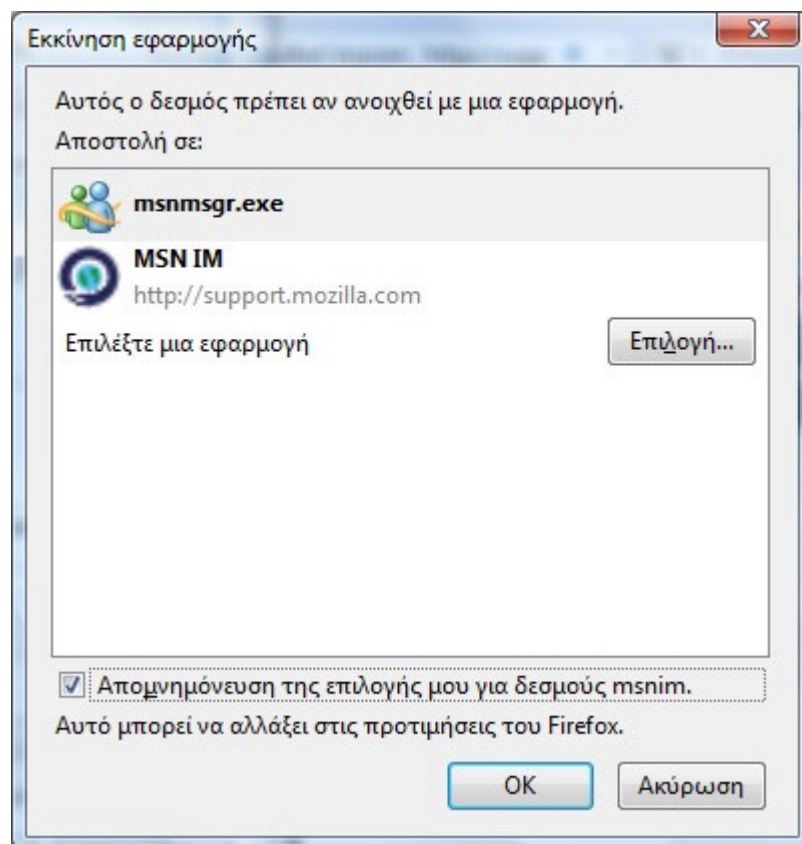 Εκκίνηση εφαρμογής
Αυτός ο δεσμός πρέπει αν ανοιχθεί με μια εφαρμογή.
Αποστολή σε:
msnmsgr.exe
MSN IM
http://support.mozilla.com
Επιλέξτε μια εφαρμογή Επιλογή...
Απομνημόνευση της επιλογής μου για δεσμούς msnim.
Αυτό μπορεί να αλλάξει στις προτιμήσεις του Firefox.
OK Ακύρωση